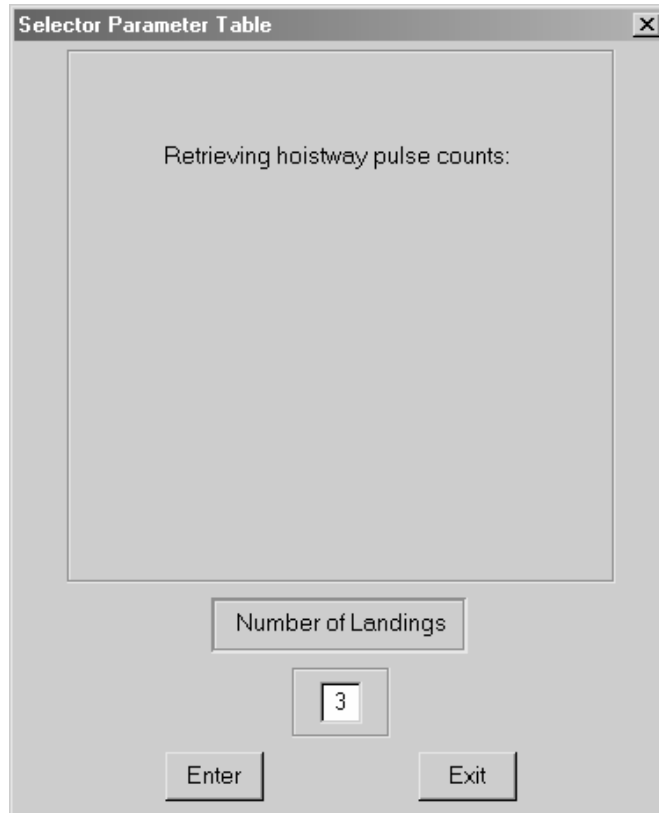 Selector Parameter Table
Retrieving hoistway pulse counts:
Number of Landings
3
Enter
Exit